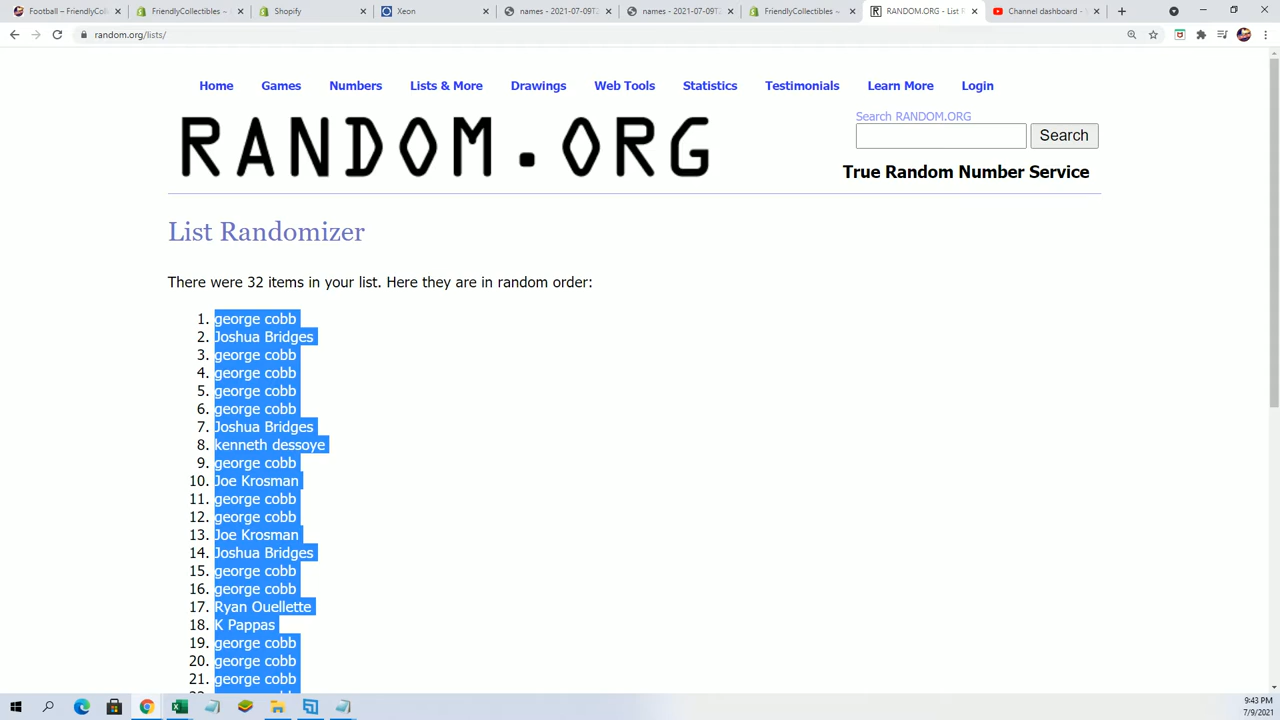 Football – FriendlyColl
FriendlyCollectibles ~
Shopify
Xeon
names - 2021-07-09T2
names - 2021-07-09T2
FriendlyCollectibles ~
RANDOM.ORG - List R
Channel dashboard -
random.org/lists/
Home Games Numbers Lists & More Drawings Web Tools Statistics Testimonials Learn More Login
Search RANDOM.ORG
RANDOM.ORG
Search
True Random Number Service
List Randomizer
There were 32 items in your list. Here they are in random order:
1. george cobb
2. Joshua Bridges
3. george cobb
4. george cobb
5. george cobb
6. george cobb
7. Joshua Bridges
8. kenneth dessoye
9. george cobb
10. Joe Krosman
11. george cobb
12. george cobb
13. Joe Krosman
14. Joshua Bridges
15. george cobb
16. george cobb
17. Ryan Ouellette
18. K Pappas
19. george cobb
20. george cobb
21. george cobb
9:43 PM
7/9/2021